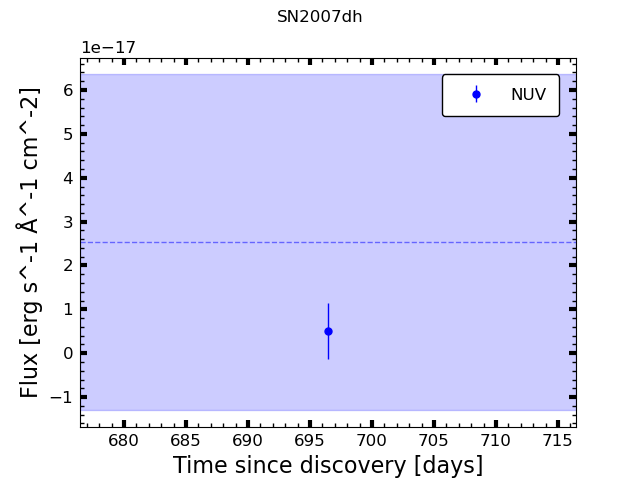 SN2007dh
1e−17
NUV
6
5
4
3
2
1
0
−1
Flux [erg s^-1 Å^-1 cm^-2]
680 685 690 695 700 705 710 715
Time since discovery [days]